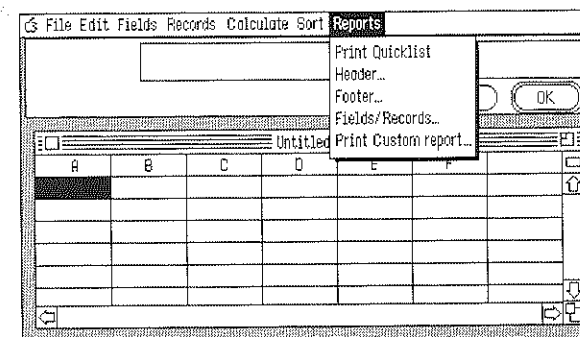 File Edit Fields Records Calculate Sort Reports
Print Quicklist
Header...
Footer...
Fields/Records...
Print Custom report...
OK
Untitled
A B C D E F